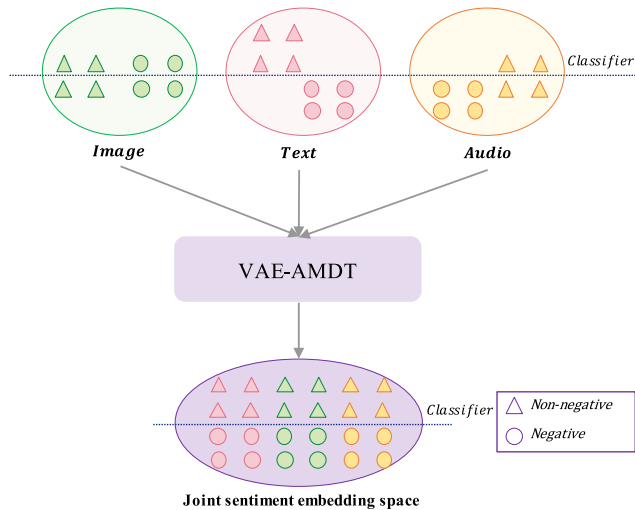 Classifier
Image
Text
Audio
VAE-AMDT
Classifier
Non-negative
Negative
Joint sentiment embedding space